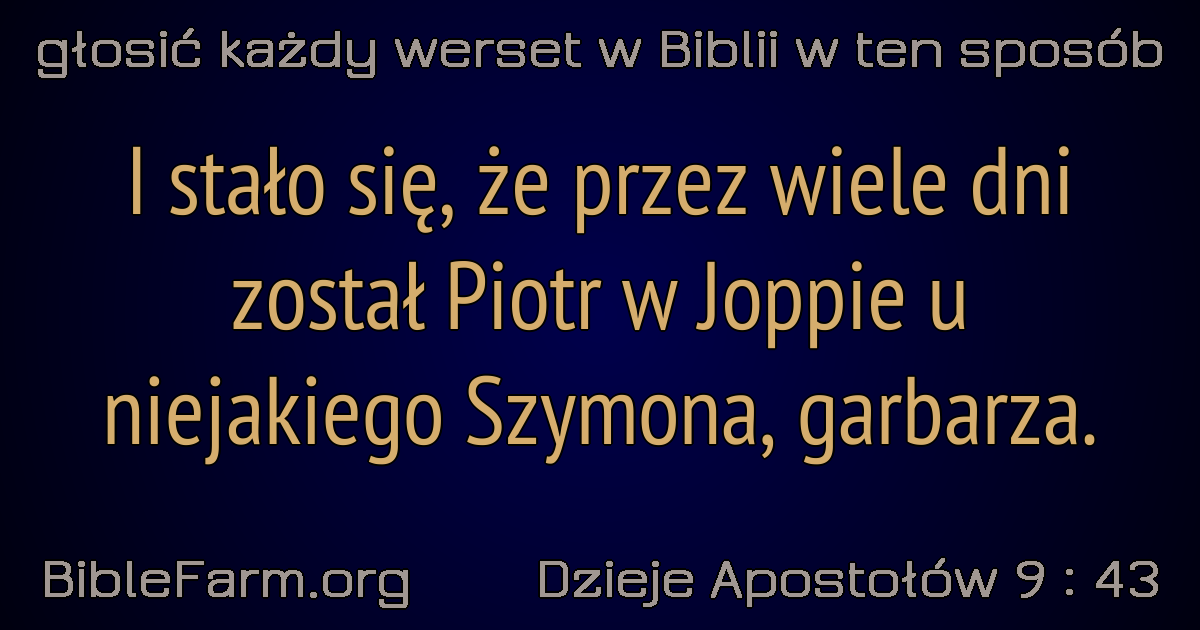 głosić każdy werset w Biblii w ten sposób
I stało się, że przez wiele dni
został Piotr w Joppie u
niejakiego Szymona, garbarza.
BibleFarm.org
Dzieje Apostołów 9 : 43